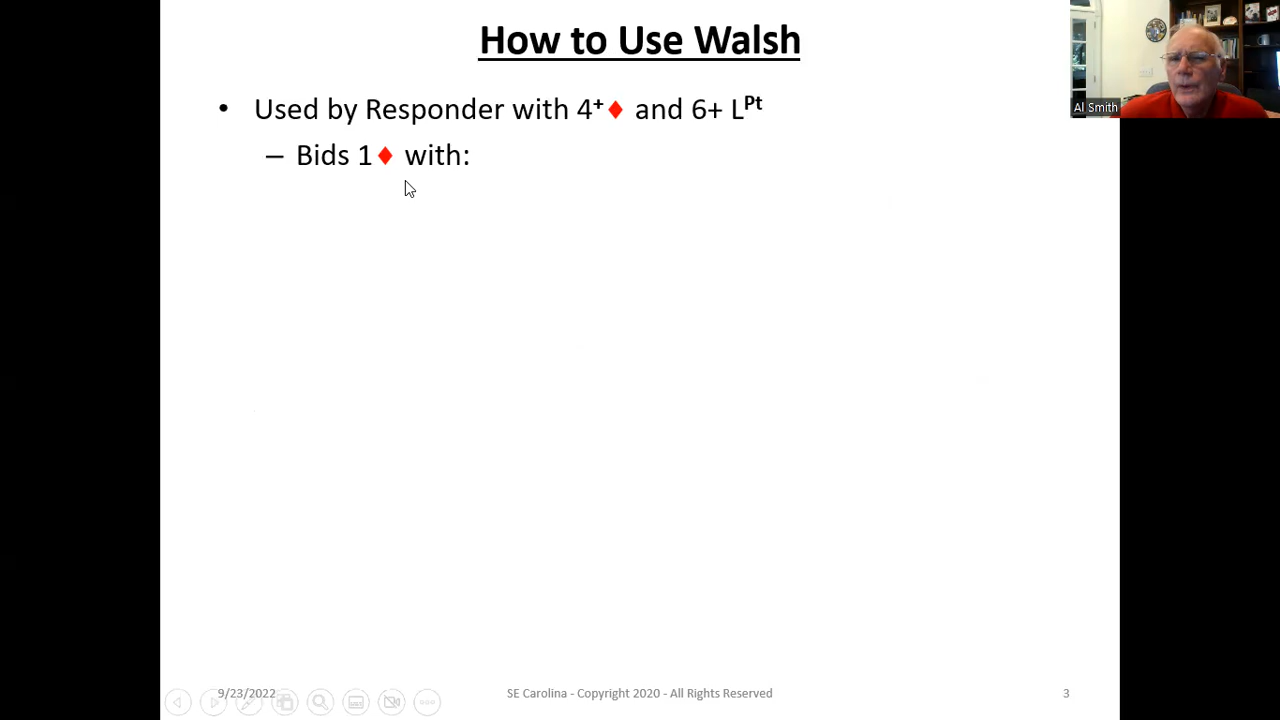 How to Use Walsh
• Used by Responder with 4⁺♦ and 6+ Lᴾᵗ
– Bids 1♦ with:
Al Smith
9/23/2022
SE Carolina - Copyright 2020 - All Rights Reserved
3